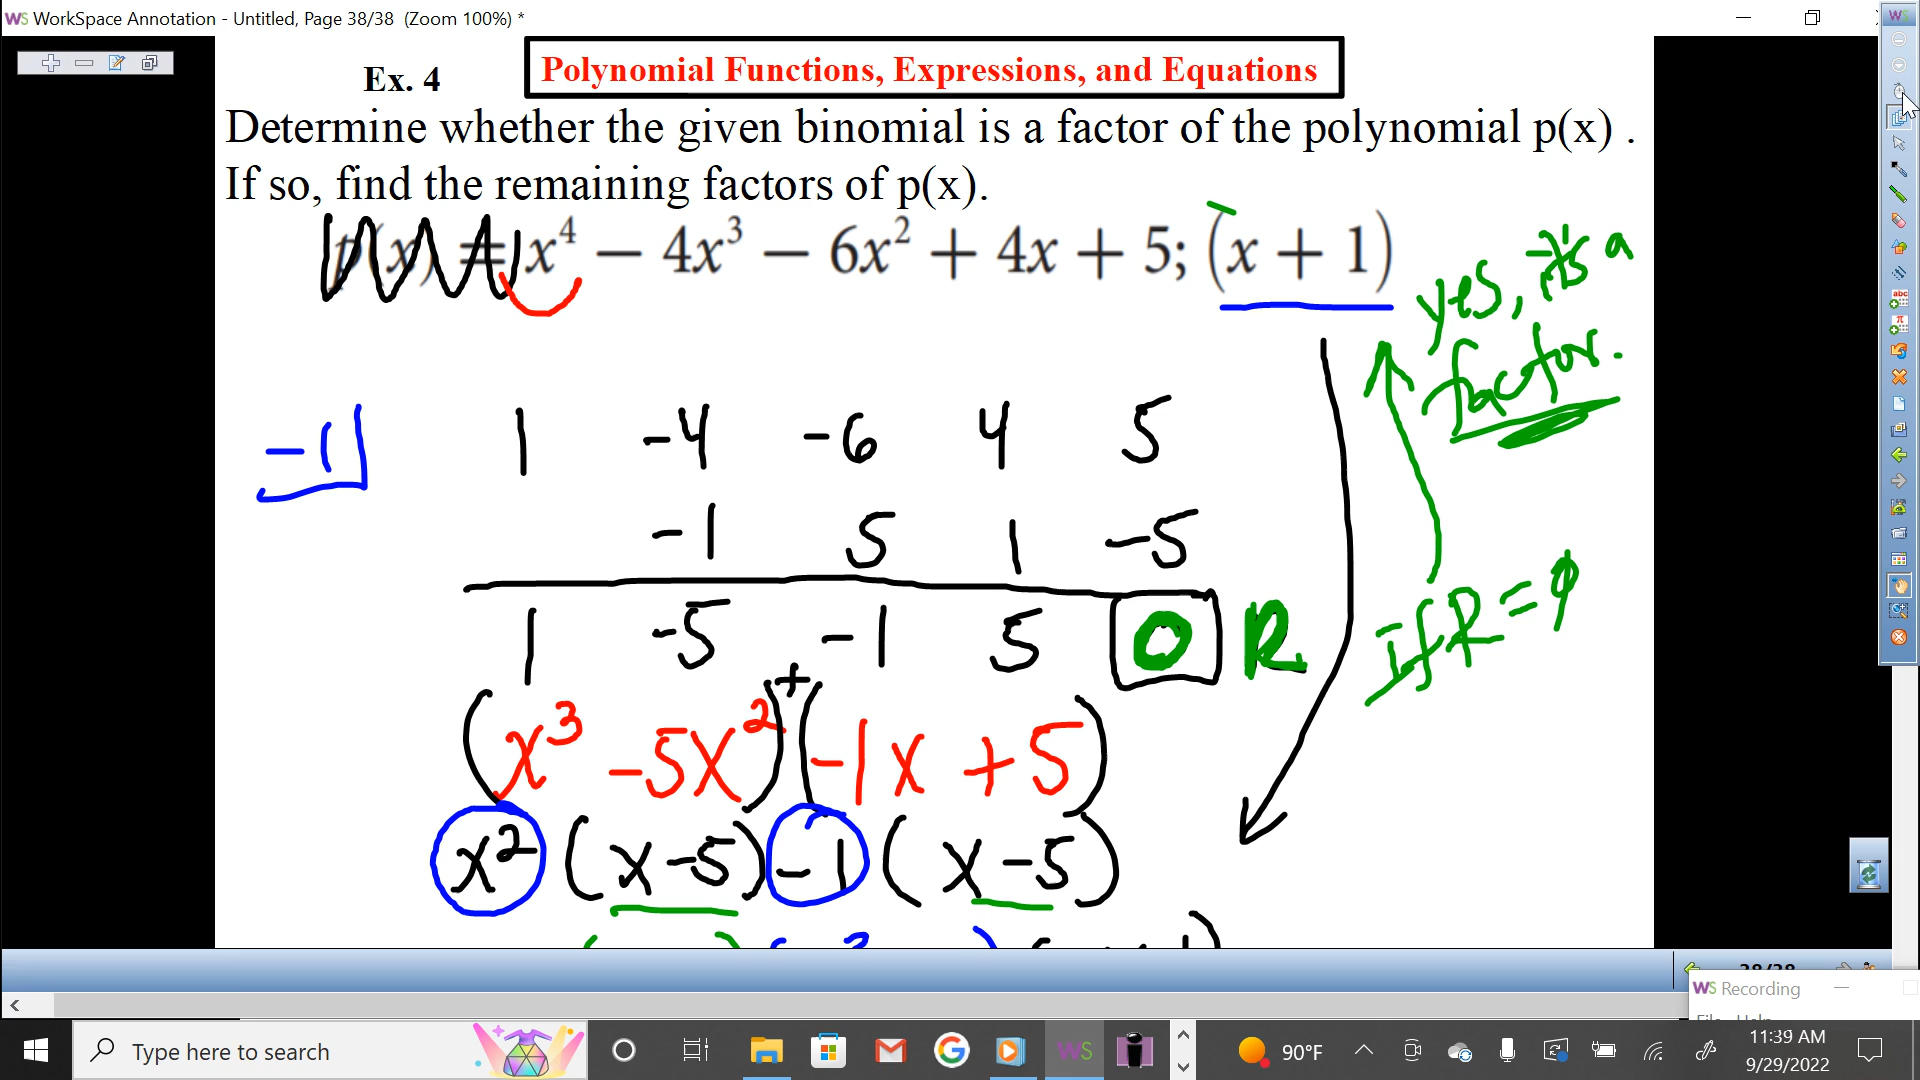 WS WorkSpace Annotation - Untitled, Page 38/38 (Zoom 100%) *
Ex. 4
Polynomial Functions, Expressions, and Equations
Determine whether the given binomial is a factor of the polynomial p(x) .
If so, find the remaining factors of p(x).
p(x) = x⁴ − 4x³ − 6x² + 4x + 5; (x + 1)
yes, it's a
factor.
-1 1 -4 -6 4 5
-1 5 1 -5
1 -5 -1 5 0 R
If R = 0
(x³ -5x²) + (-1x +5)
x² (x-5) -1 (x-5)
38/38
WS Recording
Type here to search
90°F
11:39 AM
9/29/2022